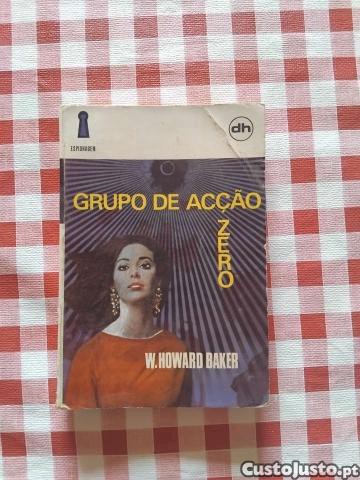 dh
ESPIONAGEM
GRUPO DE ACÇÃO
ZERO
W. HOWARD BAKER
CustoJusto.pt